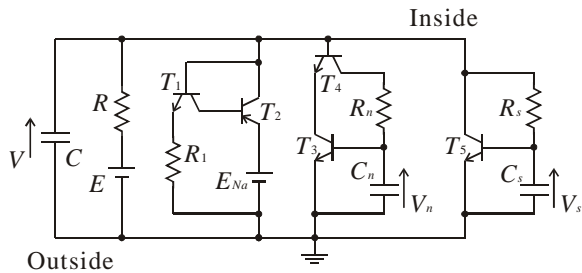 Inside
T1
T4
R
T2
Rn
Rs
V
C
R1
T3
T5
E
ENa
Cn
Vn
Cs
Vs
Outside